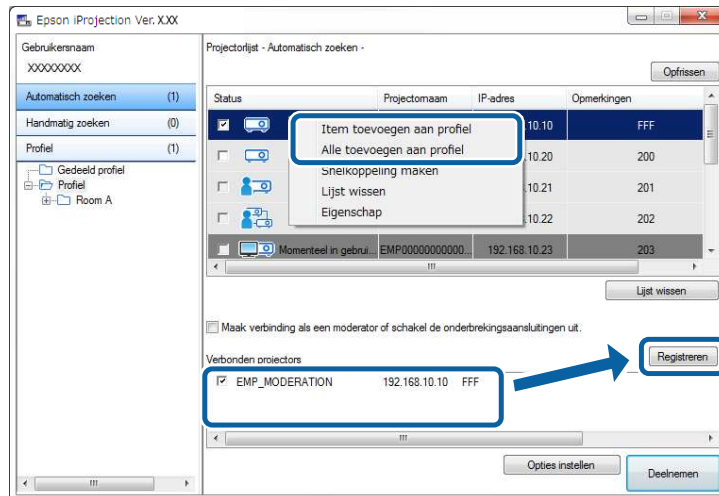 Epson iProjection Ver. X.XX
Gebruikersnaam
XXXXXXXX
Automatisch zoeken (1)
Handmatig zoeken (0)
Profiel (1)
Gedeeld profiel
Profiel
Room A
Projectorlijst - Automatisch zoeken -
Opfrissen
Status Projectornaam IP-adres Opmerkingen
.10.10 FFF
.10.20 200
.10.21 201
.10.22 202
Momenteel in gebrui... EMP00000000000... 192.168.10.23 203
Item toevoegen aan profiel
Alle toevoegen aan profiel
Snelkoppeling maken
Lijst wissen
Eigenschap
Lijst wissen
Maak verbinding als een moderator of schakel de onderbrekingsaansluitingen uit.
Registreren
Verbonden projectors
EMP_MODERATION 192.168.10.10 FFF
Opties instellen
Deelnemen